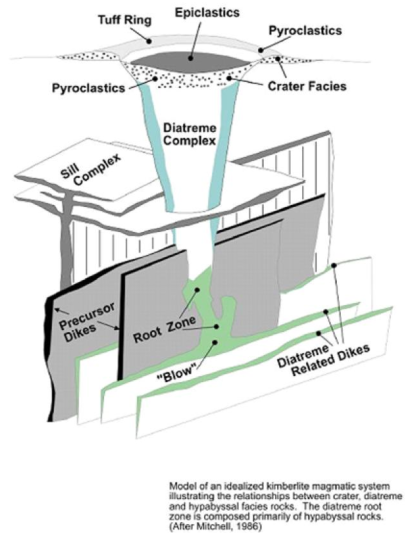 Epiclastics
Tuff Ring
Pyroclastics
Pyroclastics
Crater Facies
Diatreme
Complex
Sill
Complex
Precursor
Dikes
Root Zone
"Blow"
Diatreme
Related Dikes
Model of an idealized kimberlite magmatic system
illustrating the relationships between crater, diatreme
and hypabyssal facies rocks. The diatreme root
zone is composed primarily of hypabyssal rocks.
(After Mitchell, 1986)